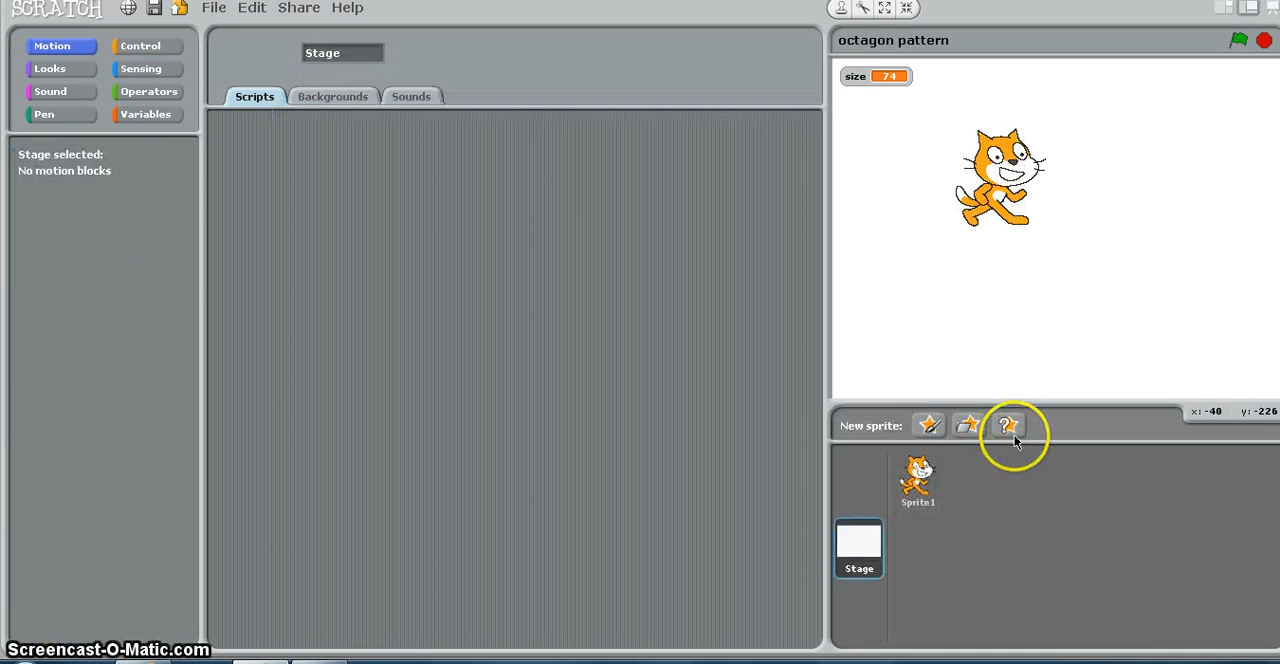 SCRATCH File Edit Share Help
Motion Control
Looks Sensing
Sound Operators
Pen Variables
Stage selected:
No motion blocks
Stage
Scripts Backgrounds Sounds
octagon pattern
size 74
x: -40 y: -226
New sprite:
Sprite1
Stage
Screencast-O-Matic.com